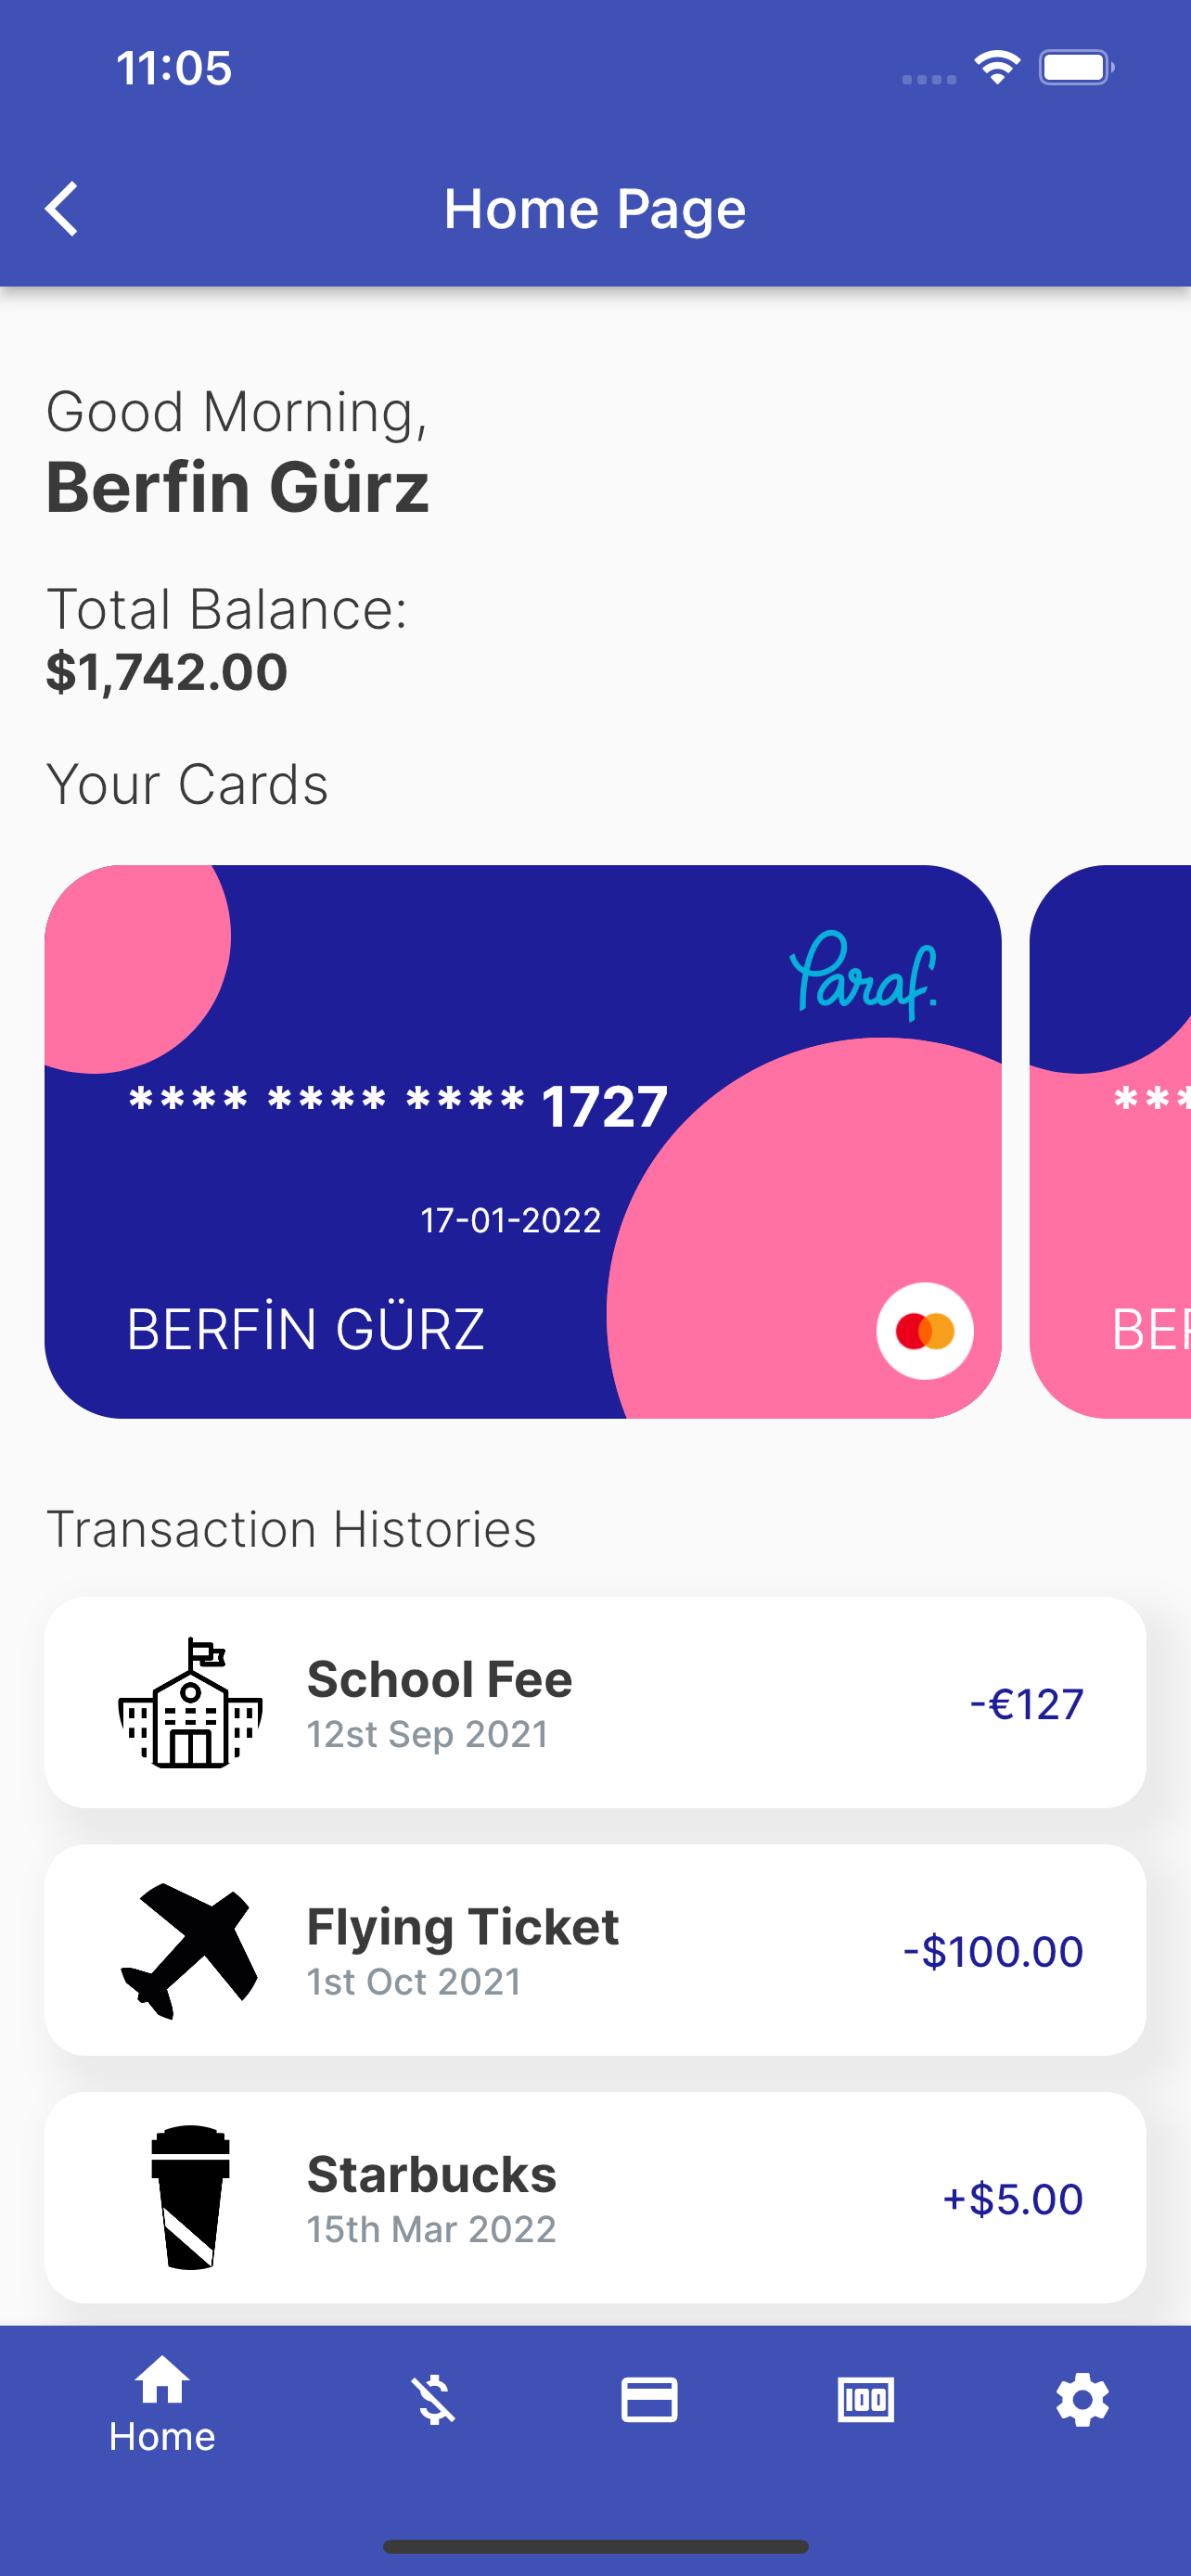 11:05
Home Page
Good Morning,
Berfin Gürz
Total Balance:
$1,742.00
Your Cards
Paraf.
**** **** **** 1727
***
17-01-2022
BERFİN GÜRZ
BER
Transaction Histories
School Fee
12st Sep 2021
-€127
Flying Ticket
1st Oct 2021
-$100.00
Starbucks
15th Mar 2022
+$5.00
100
Home